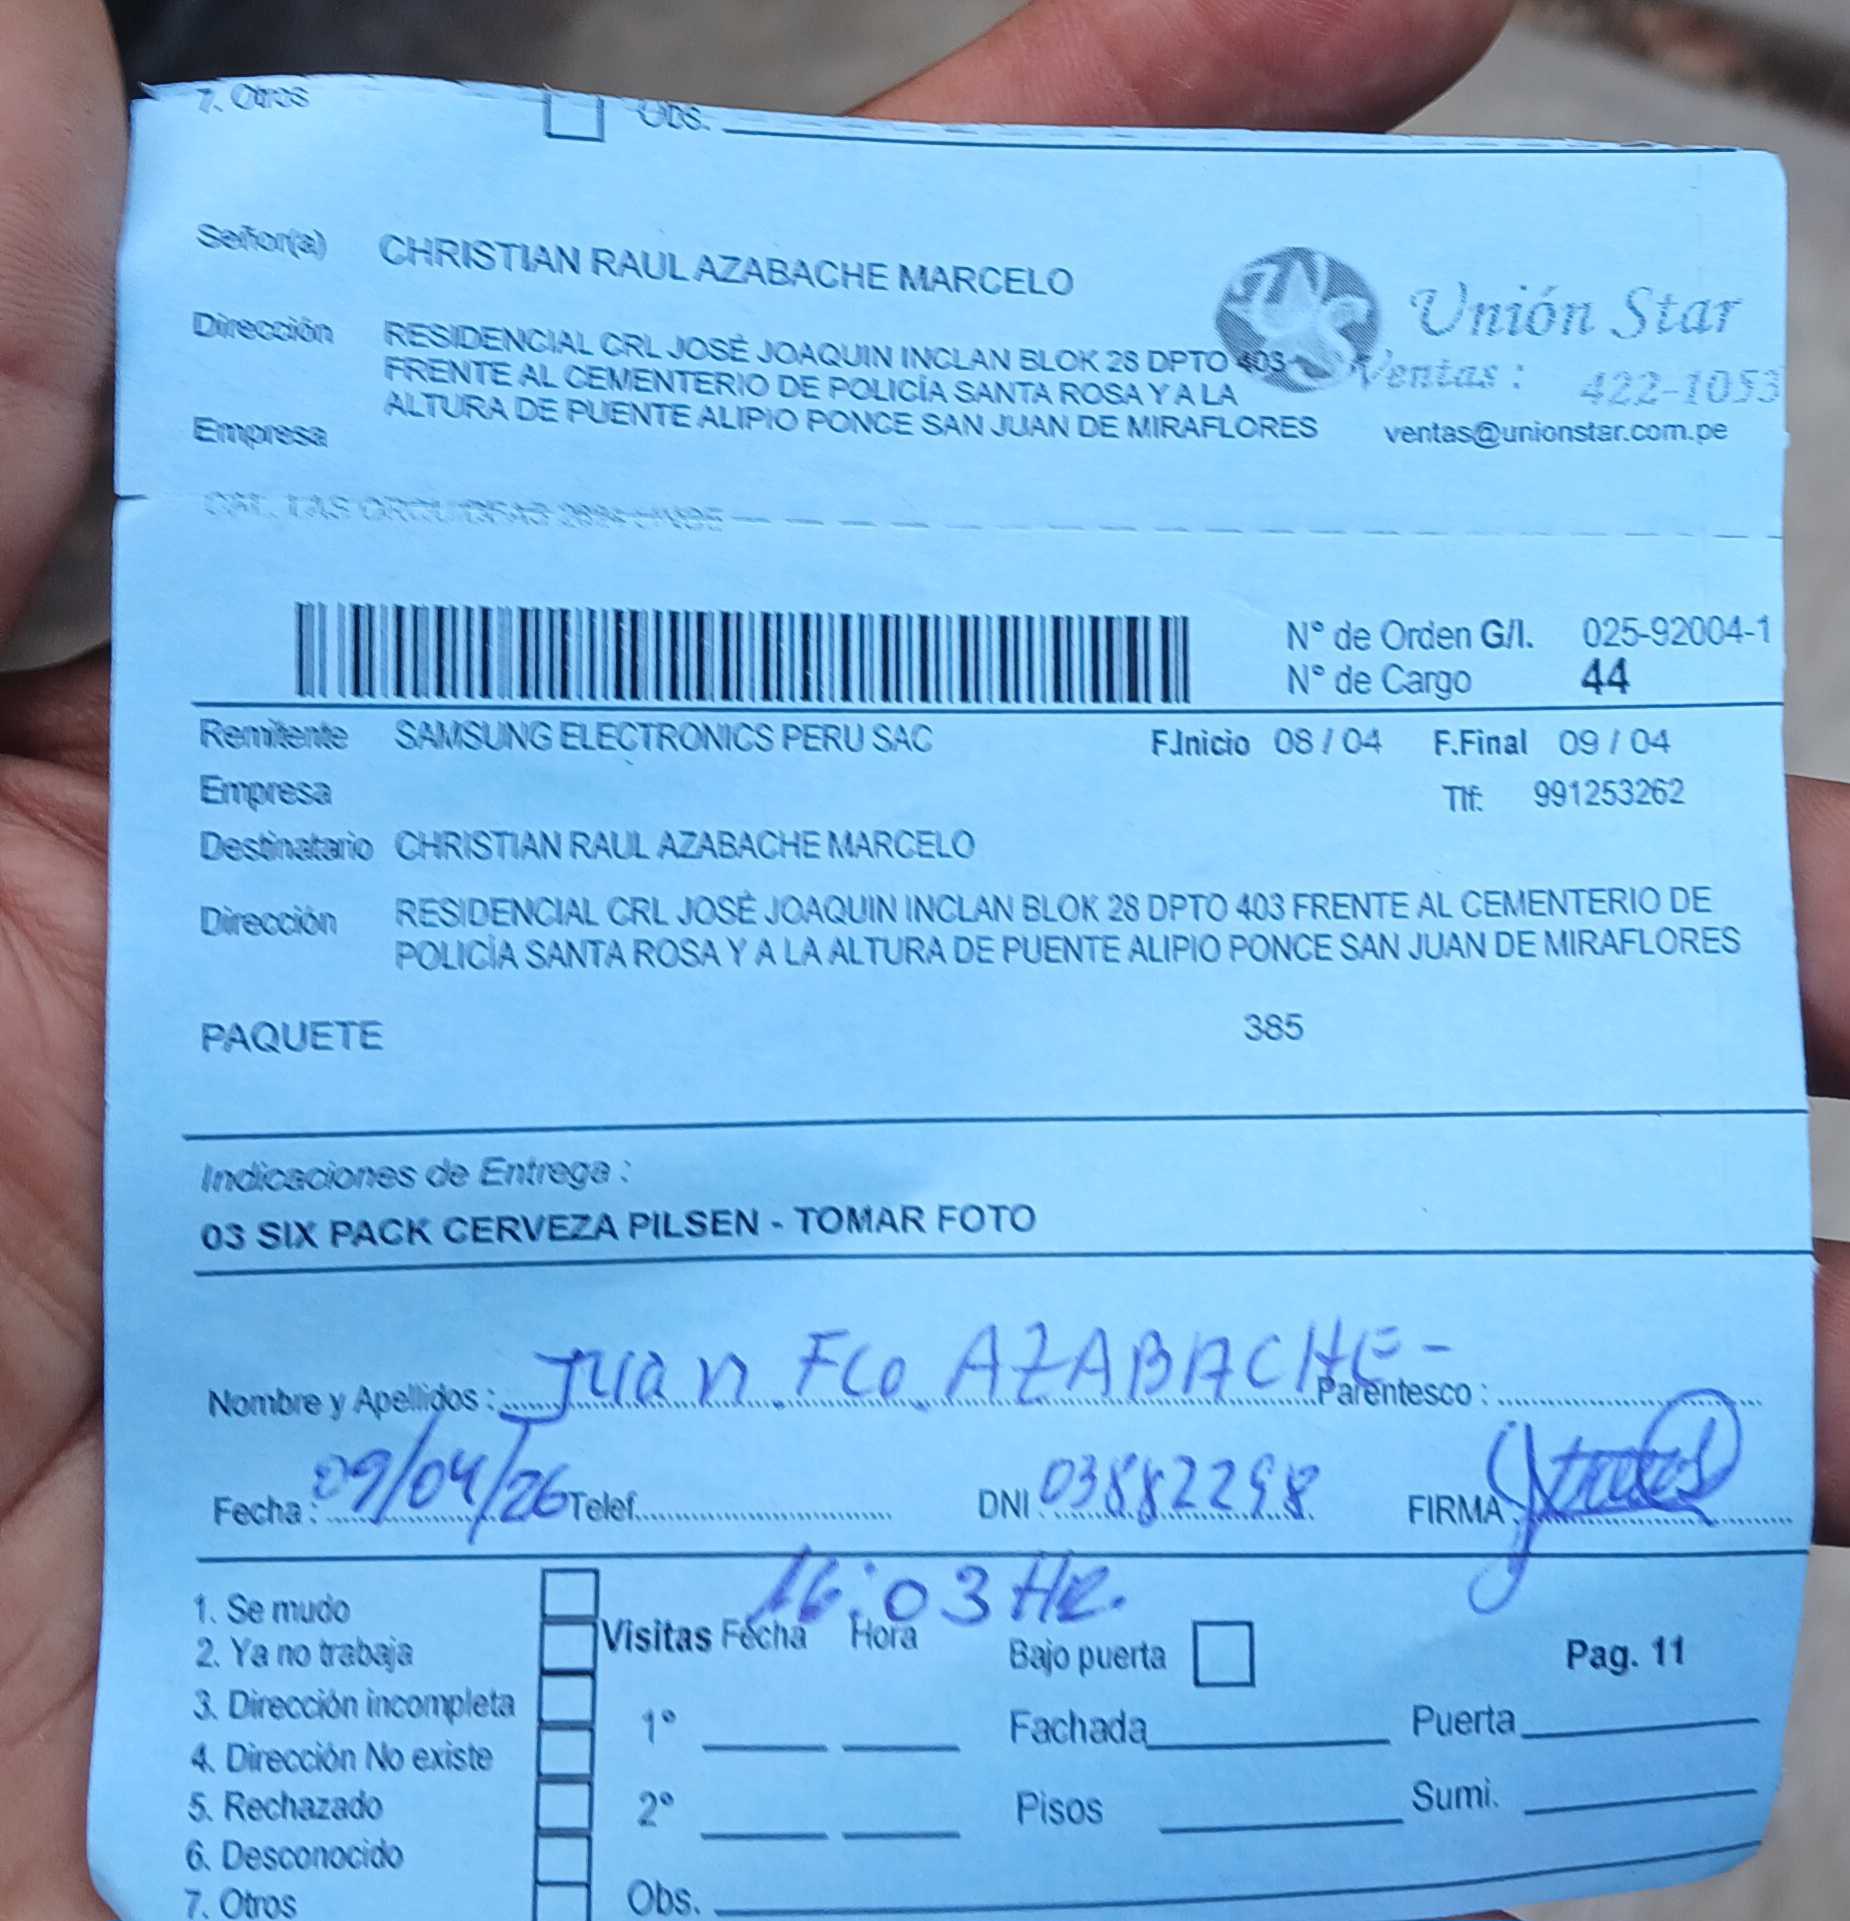 7. Otros Obs.
Señor(a) CHRISTIAN RAUL AZABACHE MARCELO
Unión Star
Dirección RESIDENCIAL CRL JOSÉ JOAQUIN INCLAN BLOK 28 DPTO 403
FRENTE AL CEMENTERIO DE POLICÍA SANTA ROSA Y A LA
ALTURA DE PUENTE ALIPIO PONCE SAN JUAN DE MIRAFLORES
Ventas : 422-1053
ventas@unionstar.com.pe
Empresa
CAL. LAS ORQUIDEAS
N° de Orden G/I. 025-92004-1
N° de Cargo 44
Remitente SAMSUNG ELECTRONICS PERU SAC F.Inicio 08 / 04 F.Final 09 / 04
Empresa Tlf: 991253262
Destinatario CHRISTIAN RAUL AZABACHE MARCELO
Dirección RESIDENCIAL CRL JOSÉ JOAQUIN INCLAN BLOK 28 DPTO 403 FRENTE AL CEMENTERIO DE
POLICÍA SANTA ROSA Y A LA ALTURA DE PUENTE ALIPIO PONCE SAN JUAN DE MIRAFLORES
PAQUETE 385
Indicaciones de Entrega :
03 SIX PACK CERVEZA PILSEN - TOMAR FOTO
Nombre y Apellidos : Juan Fco AZABACHE - Parentesco :
Fecha : 09/04/26 Telef. DNI 03882298 FIRMA :
16:03 Hr.
1. Se mudo
2. Ya no trabaja
3. Dirección incompleta
4. Dirección No existe
5. Rechazado
6. Desconocido
7. Otros
Visitas Fecha Hora
1°
2°
Obs.
Bajo puerta
Fachada
Pisos
Pag. 11
Puerta
Sumi.